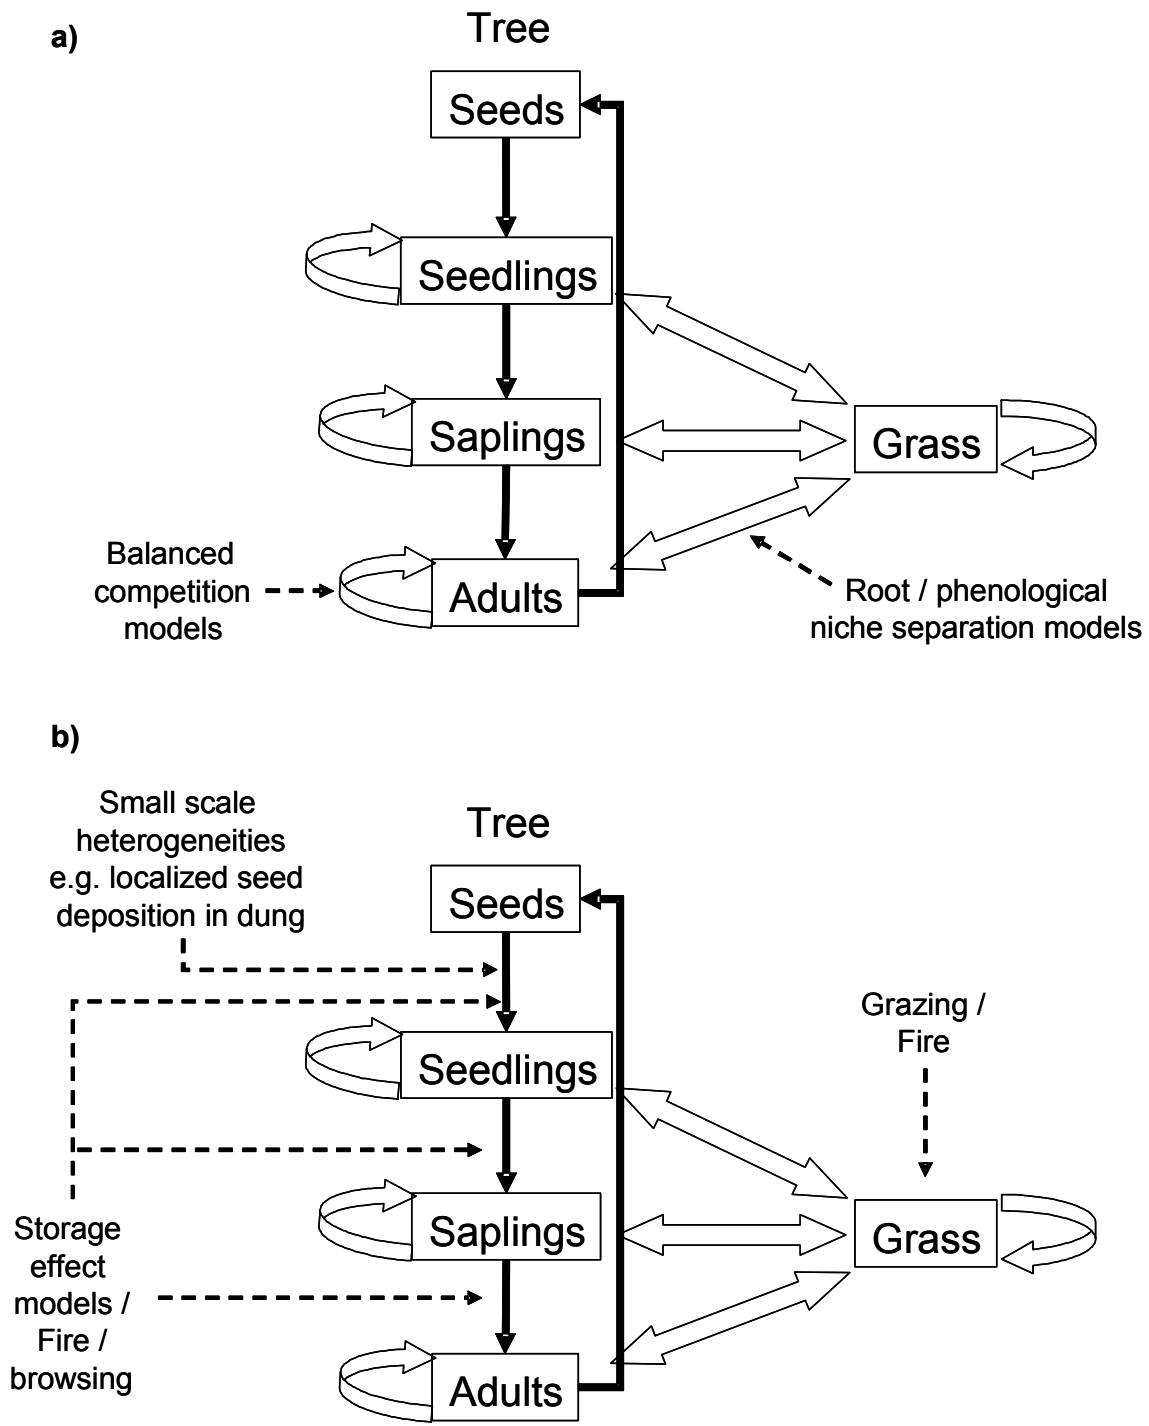 a)
Tree
Seeds
Seedlings
Saplings
Grass
Adults
Balanced
competition
models
Root / phenological
niche separation models
b)
Small scale
heterogeneities
e.g. localized seed
deposition in dung
Tree
Seeds
Grazing /
Fire
Seedlings
Saplings
Grass
Storage
effect
models /
Fire /
browsing
Adults